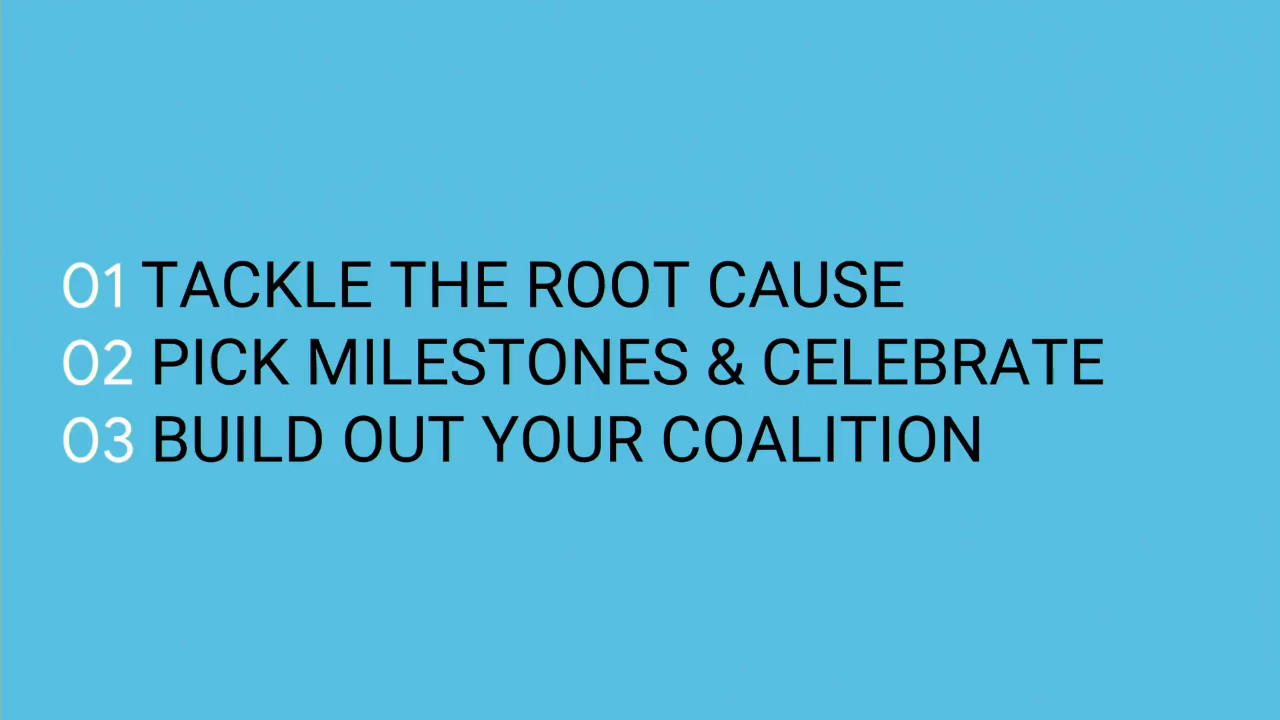 01 TACKLE THE ROOT CAUSE
02 PICK MILESTONES & CELEBRATE
03 BUILD OUT YOUR COALITION